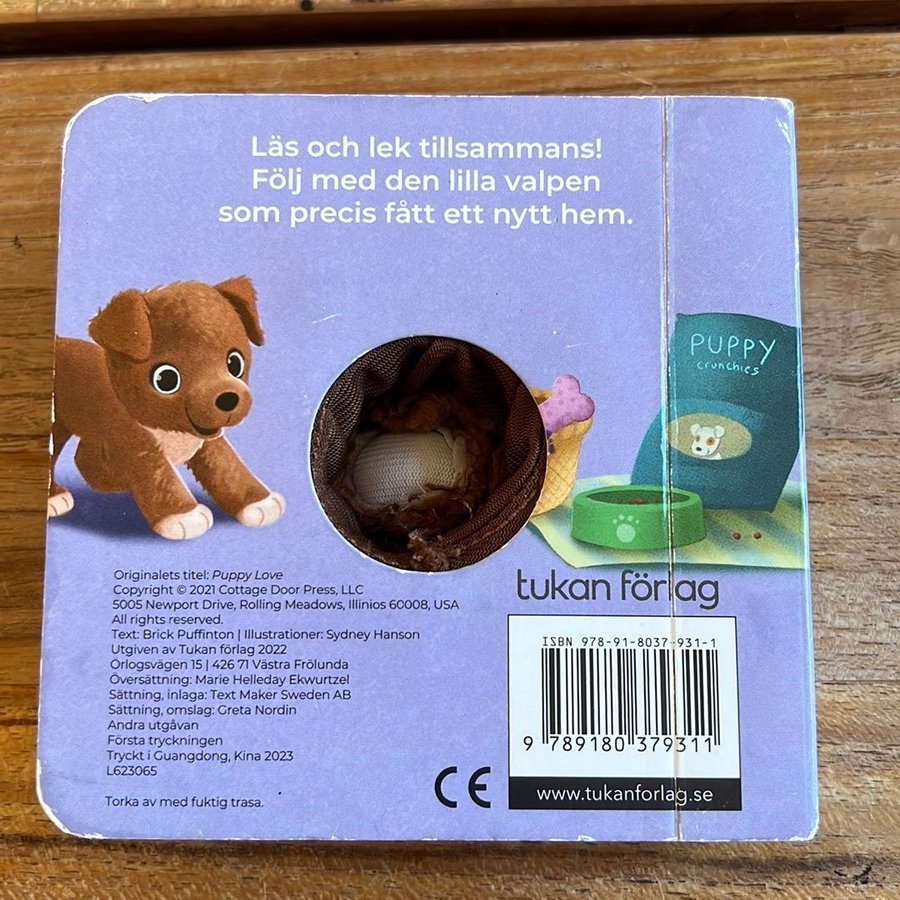 Läs och lek tillsammans!
Följ med den lilla valpen
som precis fått ett nytt hem.
PUPPY
crunchies
Originalets titel: Puppy Love
Copyright © 2021 Cottage Door Press, LLC
5005 Newport Drive, Rolling Meadows, Illinios 60008, USA
All rights reserved.
Text: Brick Puffinton | Illustrationer: Sydney Hanson
Utgiven av Tukan förlag 2022
Örlogsvägen 15 | 426 71 Västra Frölunda
Översättning: Marie Helleday Ekwurtzel
Sättning, inlaga: Text Maker Sweden AB
Sättning, omslag: Greta Nordin
Andra utgåvan
Första tryckningen
Tryckt i Guangdong, Kina 2023
L623065
Torka av med fuktig trasa.
CE
tukan förlag
ISBN 978-91-8037-931-1
9 789180 379311
www.tukanforlag.se